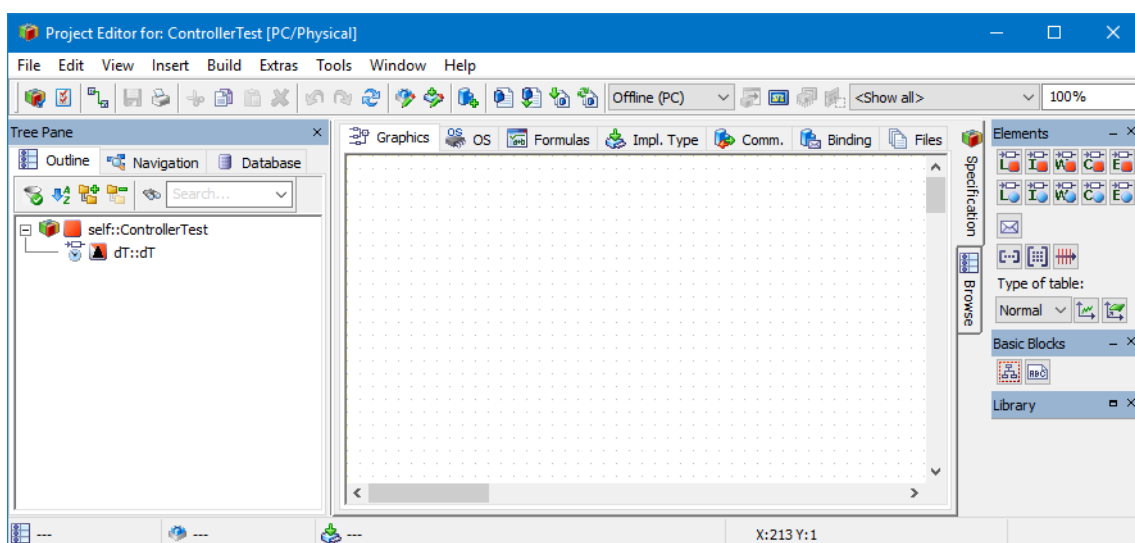 Project Editor for: ControllerTest [PC/Physical]
File Edit View Insert Build Extras Tools Window Help
Offline (PC) <Show all> 100%
Tree Pane
Outline Navigation Database
Search...
self::ControllerTest
dT::dT
Graphics OS OS Formulas Impl. Type Comm. Binding Files
Specification
Browse
Elements
L I W C E
L I W C E
Type of table:
Normal
Basic Blocks
ABC
Library
--- --- --- X:213 Y:1